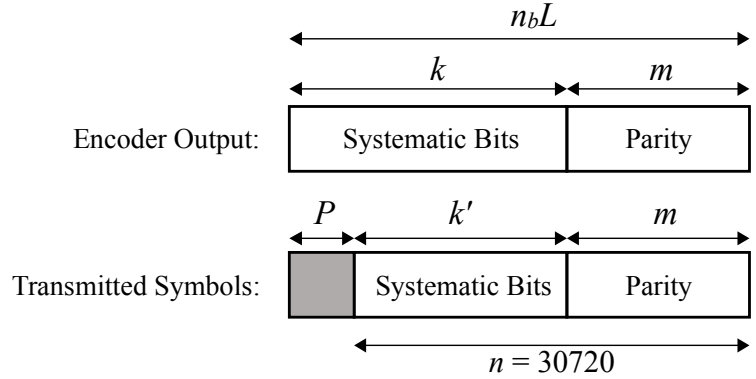 n_bL
k m
Encoder Output: Systematic Bits Parity
P k′ m
Transmitted Symbols: Systematic Bits Parity
n = 30720